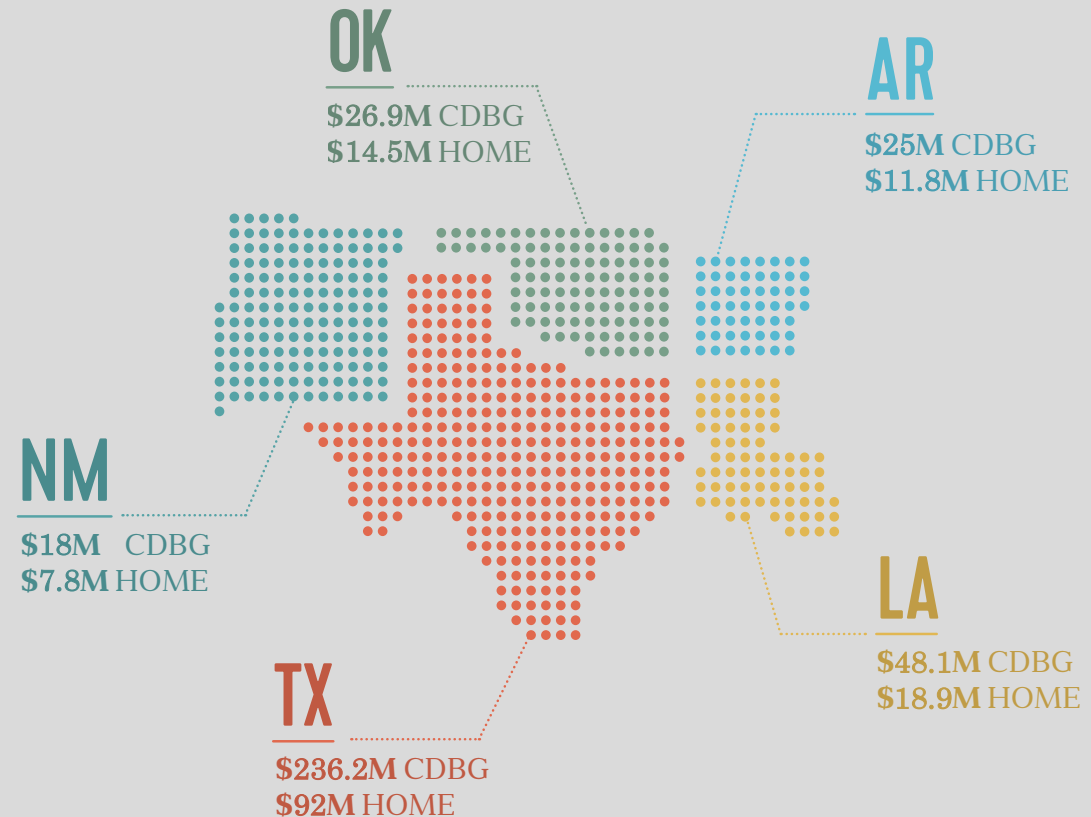 OK
$26.9M CDBG
$14.5M HOME
AR
$25M CDBG
$11.8M HOME
NM
$18M CDBG
$7.8M HOME
LA
$48.1M CDBG
$18.9M HOME
TX
$236.2M CDBG
$92M HOME